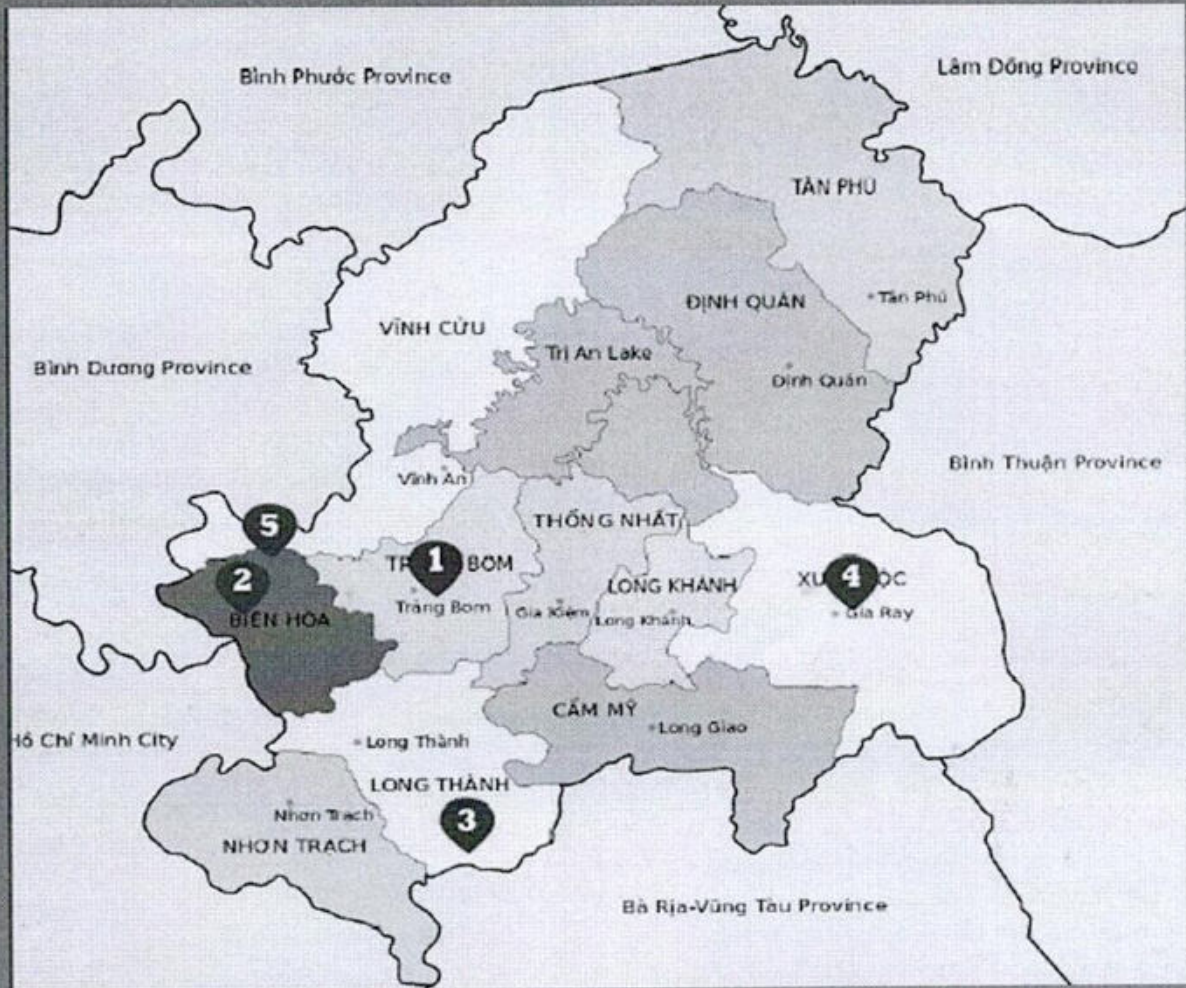 Bình Phước Province
Lâm Đồng Province
TÂN PHÚ
Tân Phú
ĐỊNH QUÁN
VĨNH CỬU
Trị An Lake
Bình Dương Province
Định Quán
Bình Thuận Province
Vĩnh An
5
THỐNG NHẤT
1
BOM
2
LONG KHÁNH
4
Trảng Bom
Gia Kiệm
Long Khánh
Gia Ray
BIÊN HÒA
CẨM MỸ
Long Giao
Hồ Chí Minh City
Long Thành
LONG THÀNH
Nhơn Trạch
3
NHƠN TRẠCH
Bà Rịa-Vũng Tàu Province